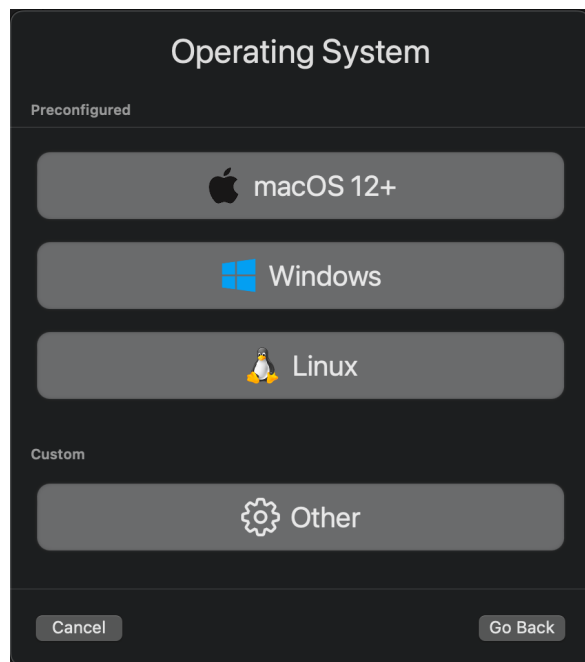 Operating System
Preconfigured
macOS 12+
Windows
Linux
Custom
Other
Cancel
Go Back